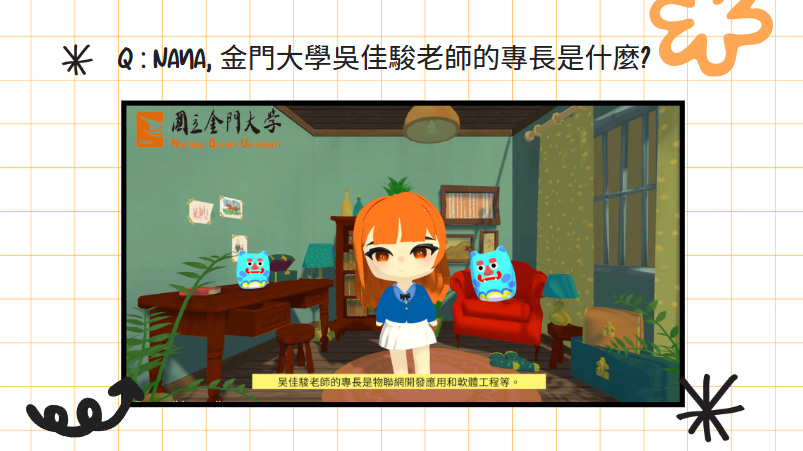 Q : NANA, 金門大學吳佳駿老師的專長是什麼?
國立金門大學
National Quemoy University
吳佳駿老師的專長是物聯網開發應用和軟體工程等。